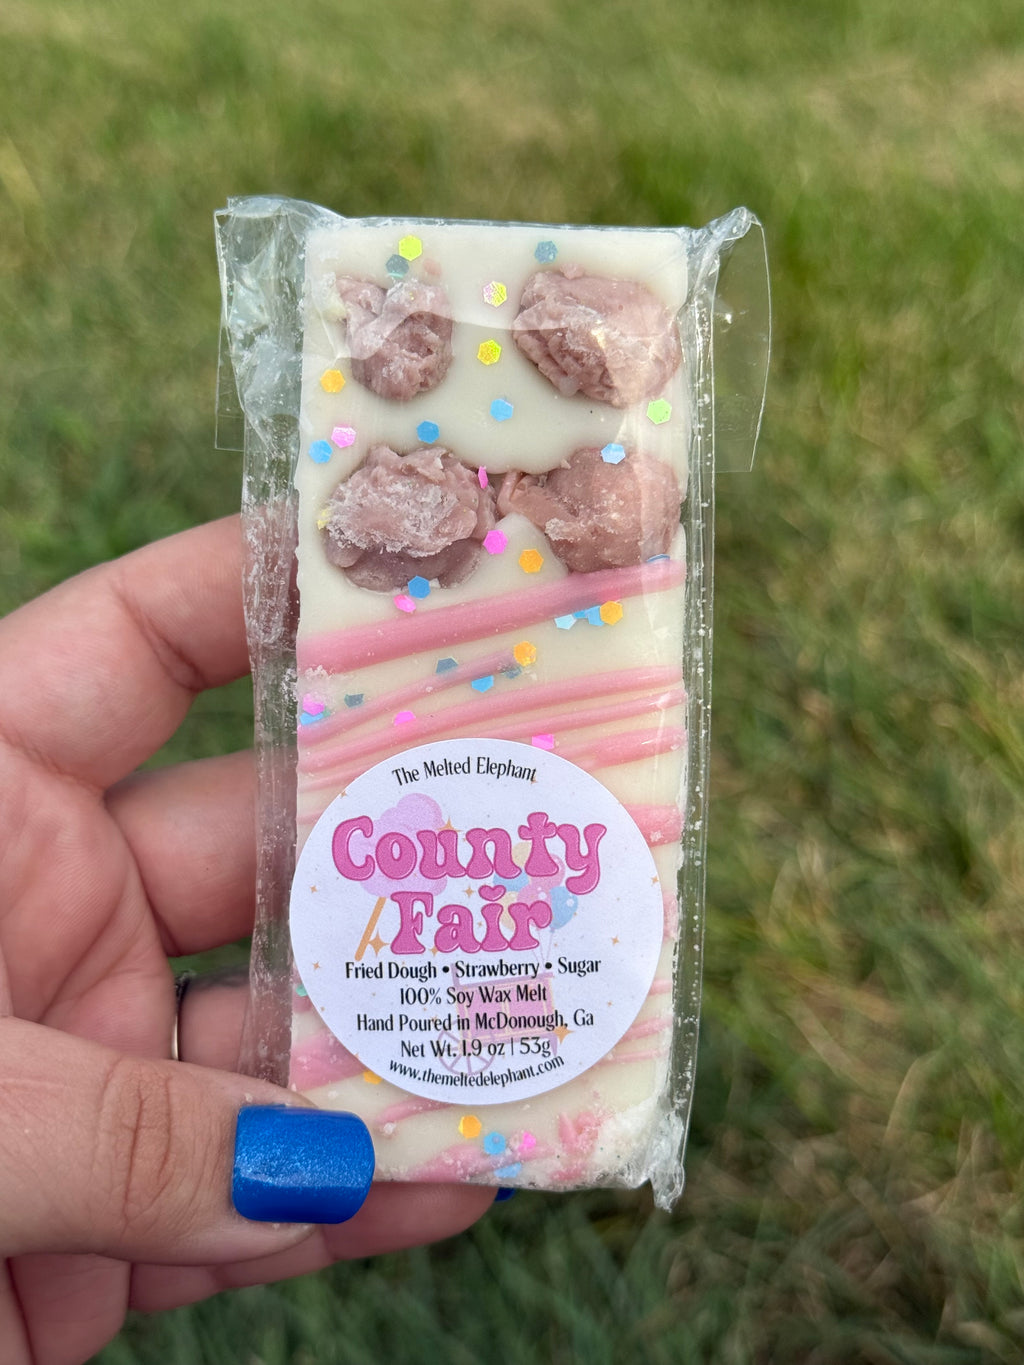 The Melted Elephant
County
Fair
Fried Dough • Strawberry • Sugar
100% Soy Wax Melt
Hand Poured in McDonough, Ga
Net Wt. 1.9 oz | 53g
www.themeltedelephant.com